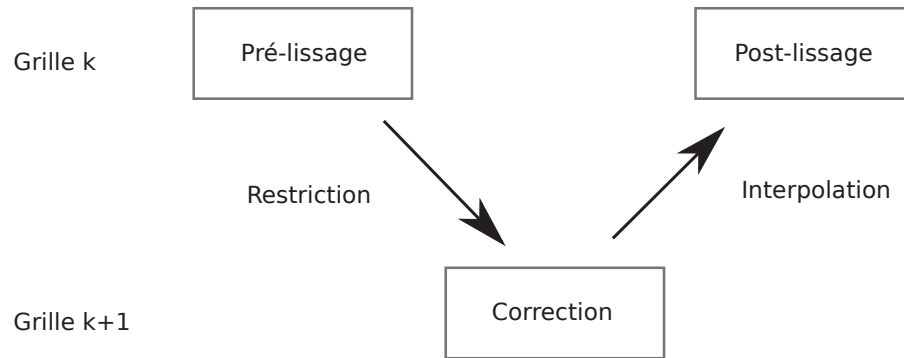 Grille k
Pré-lissage
Post-lissage
Restriction
Interpolation
Correction
Grille k+1